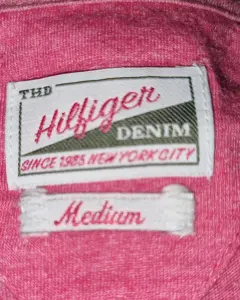 THD
Hilfiger
DENIM
SINCE 1985 NEW YORK CITY
Medium